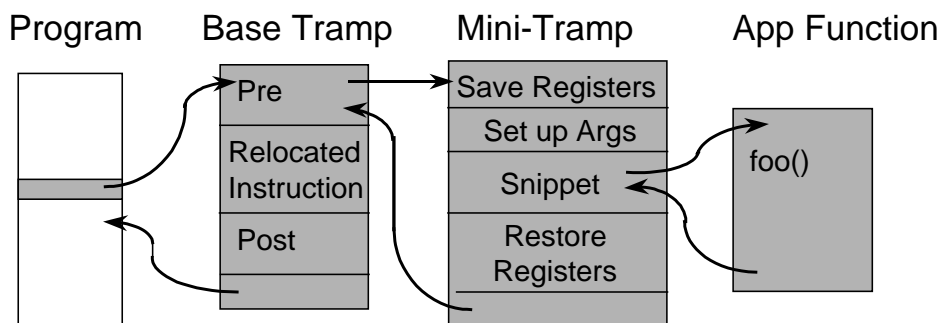 Program
Base Tramp
Mini-Tramp
App Function
Pre
Relocated
Instruction
Post
Save Registers
Set up Args
Snippet
Restore
Registers
foo()